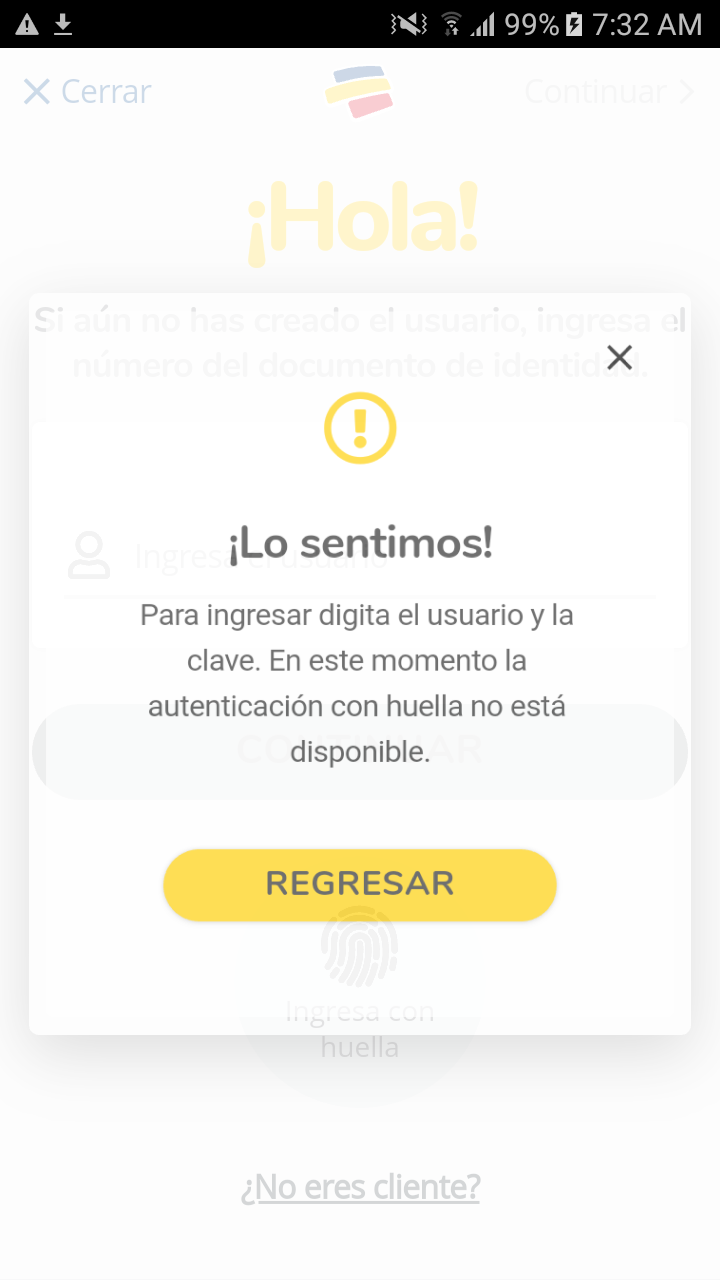 99% 7:32 AM
Cerrar
Continuar
¡Hola!
Si aún no has creado el usuario, ingresa el
número del documento de identidad.
¡Lo sentimos!
Ingresa el usuario
Para ingresar digita el usuario y la
clave. En este momento la
autenticación con huella no está
CONTINUAR
disponible.
REGRESAR
Ingresa con
huella
¿No eres cliente?